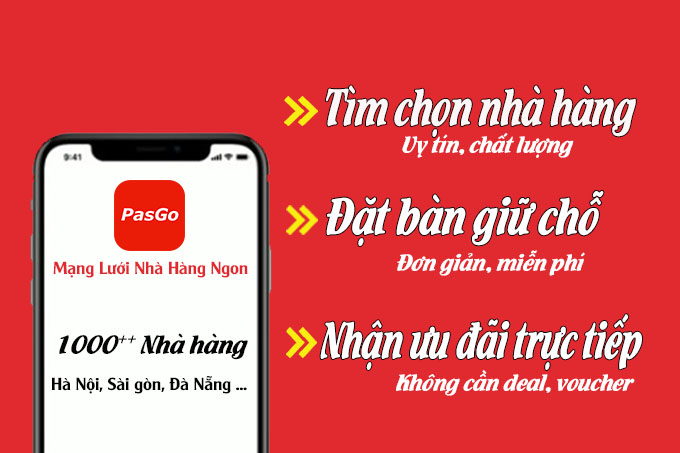 9:41
PasGo
Mạng Lưới Nhà Hàng Ngon
1000++ Nhà hàng
Hà Nội, Sài gòn, Đà Nẵng ...
Tìm chọn nhà hàng
Uy tín, chất lượng
Đặt bàn giữ chỗ
Đơn giản, miễn phí
Nhận ưu đãi trực tiếp
Không cần deal, voucher